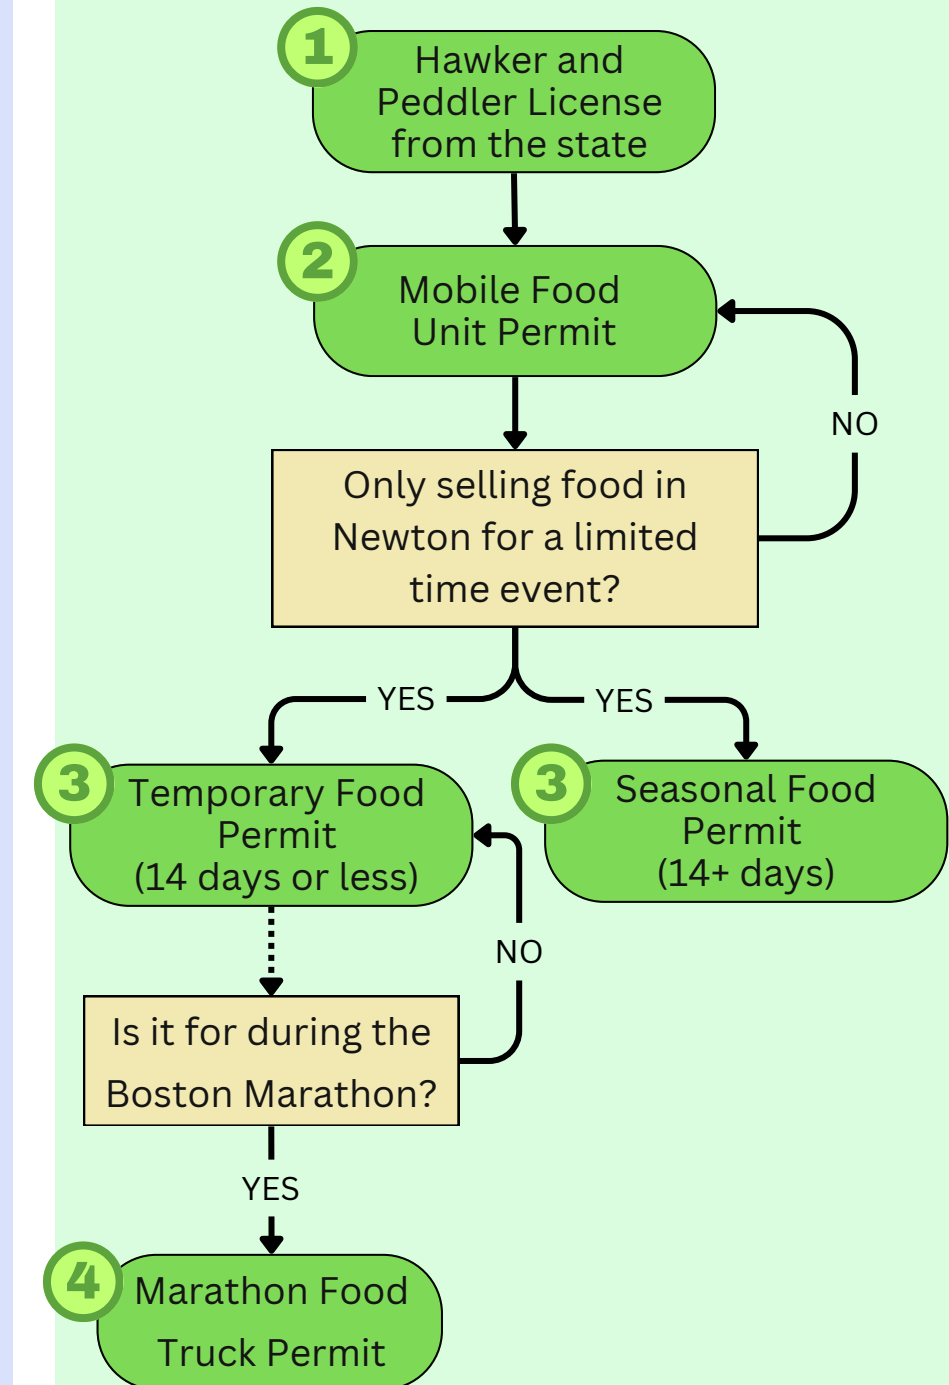 1
Hawker and
Peddler License
from the state
2
Mobile Food
Unit Permit
NO
Only selling food in
Newton for a limited
time event?
YES
YES
3
Temporary Food
Permit
(14 days or less)
3
Seasonal Food
Permit
(14+ days)
NO
Is it for during the
Boston Marathon?
YES
4
Marathon Food
Truck Permit